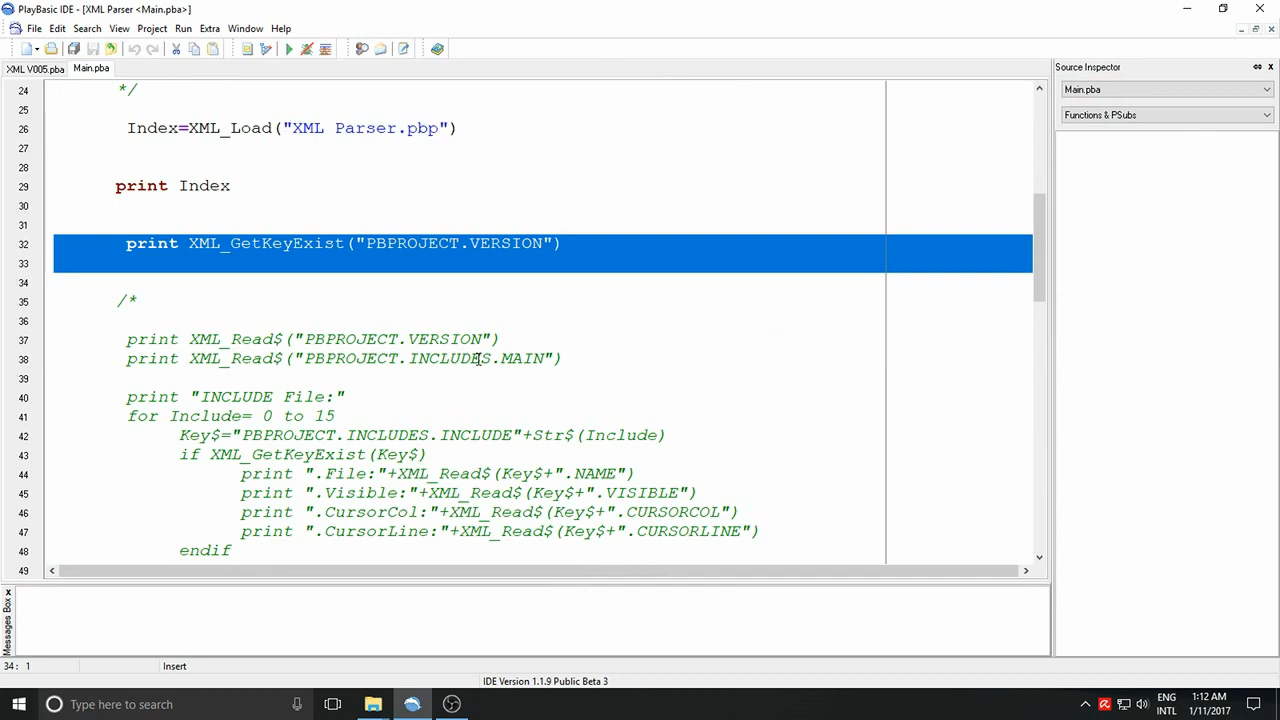 PlayBasic IDE - [XML Parser <Main.pba>]
File Edit Search View Project Run Extra Window Help
XML V005.pba Main.pba
Source Inspector
Main.pba
Functions & PSubs
24 */
25
26 Index=XML_Load("XML Parser.pbp")
27
28
29 print Index
30
31
32 print XML_GetKeyExist("PBPROJECT.VERSION")
33
34
35 /*
36
37 print XML_Read$("PBPROJECT.VERSION")
38 print XML_Read$("PBPROJECT.INCLUDES.MAIN")
39
40 print "INCLUDE File:"
41 for Include= 0 to 15
42 Key$="PBPROJECT.INCLUDES.INCLUDE"+Str$(Include)
43 if XML_GetKeyExist(Key$)
44 print ".File:"+XML_Read$(Key$+".NAME")
45 print ".Visible:"+XML_Read$(Key$+".VISIBLE")
46 print ".CursorCol:"+XML_Read$(Key$+".CURSORCOL")
47 print ".CursorLine:"+XML_Read$(Key$+".CURSORLINE")
48 endif
49
Messages Box
34: 1 Insert
IDE Version 1.1.9 Public Beta 3
Type here to search
ENG
INTL
1:12 AM
1/11/2017